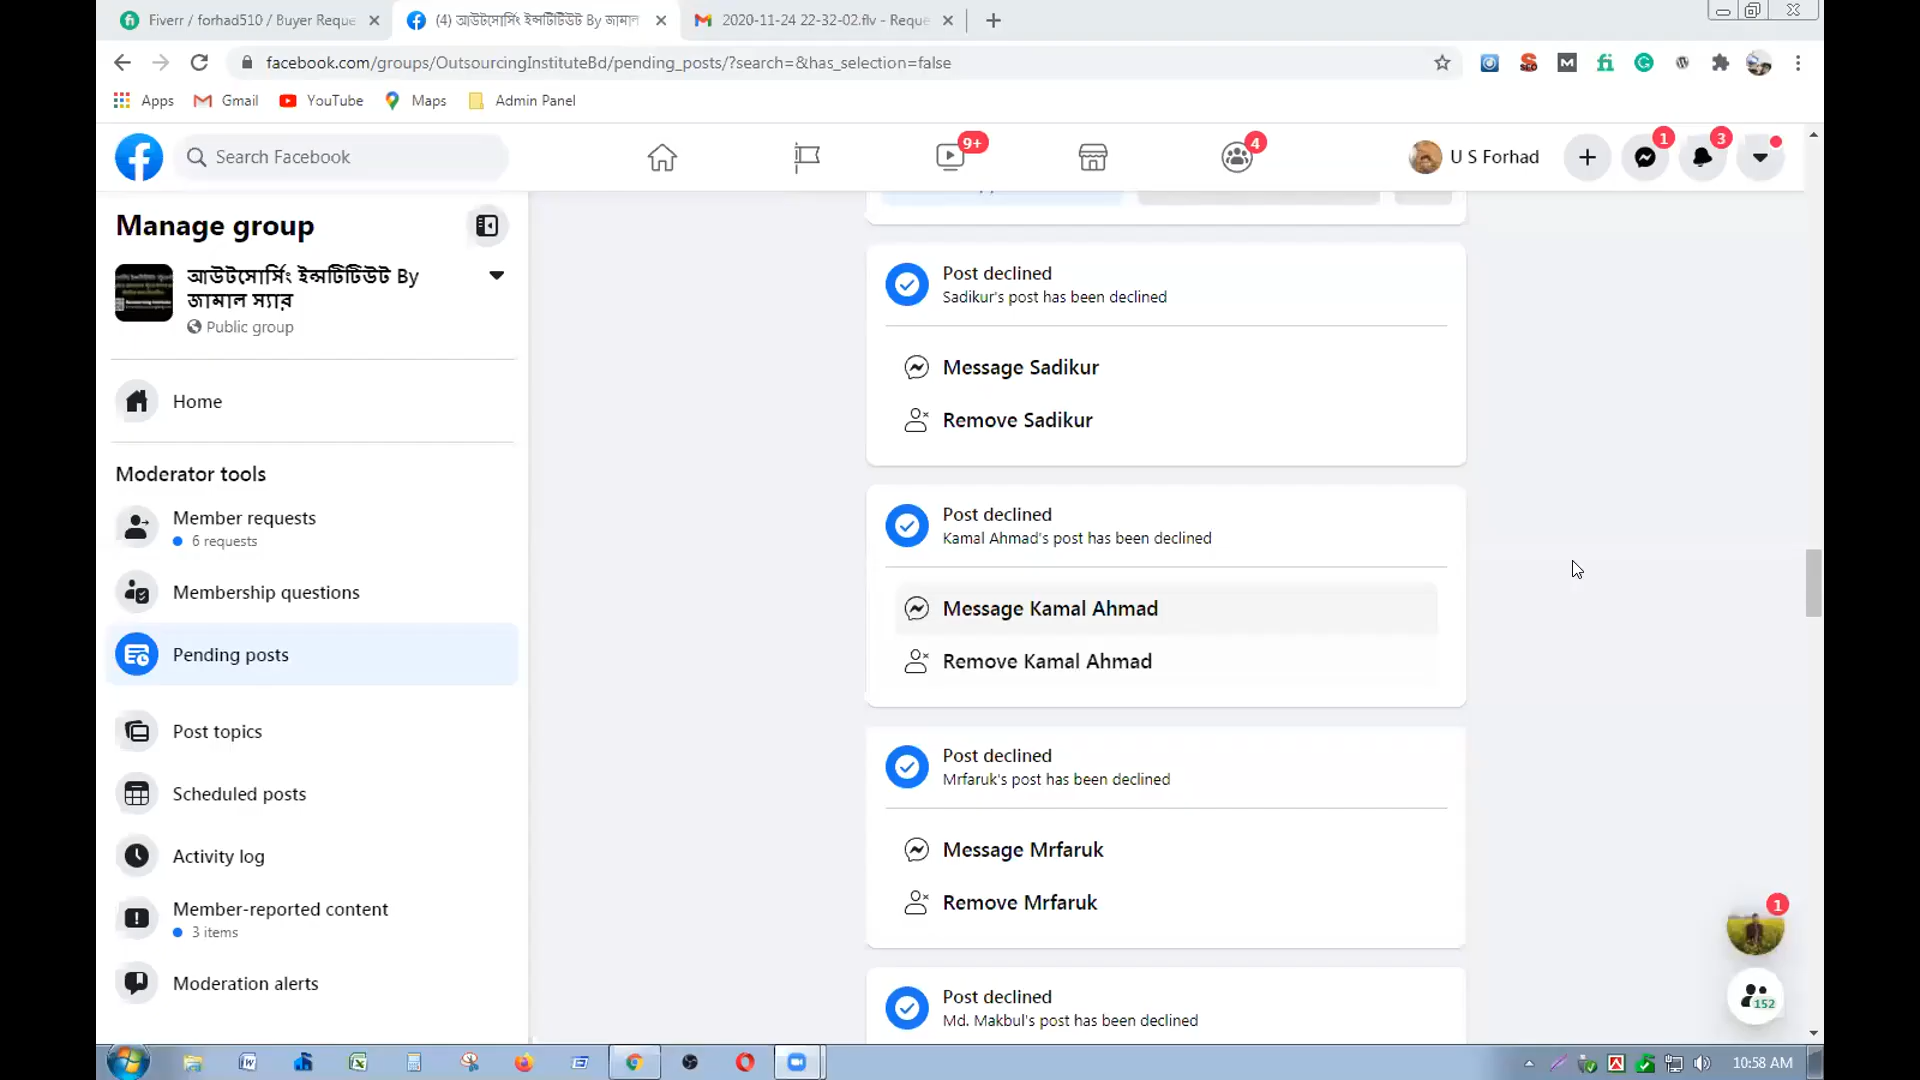 Fiverr / forhad510 / Buyer Reque
(4) আউটসোর্সিং ইন্সটিটিউট By জামাল
2020-11-24 22-32-02.flv - Reque
facebook.com/groups/OutsourcingInstituteBd/pending_posts/?search=&has_selection=false
Apps
Gmail
YouTube
Maps
Admin Panel
Search Facebook
9+
4
U S Forhad
1
3
Manage group
আউটসোর্সিং ইন্সটিটিউট By
জামাল স্যার
Public group
Home
Moderator tools
Member requests
6 requests
Membership questions
Pending posts
Post topics
Scheduled posts
Activity log
Member-reported content
3 items
Moderation alerts
Post declined
Sadikur's post has been declined
Message Sadikur
Remove Sadikur
Post declined
Kamal Ahmad's post has been declined
Message Kamal Ahmad
Remove Kamal Ahmad
Post declined
Mrfaruk's post has been declined
Message Mrfaruk
Remove Mrfaruk
Post declined
Md. Makbul's post has been declined
1
152
10:58 AM